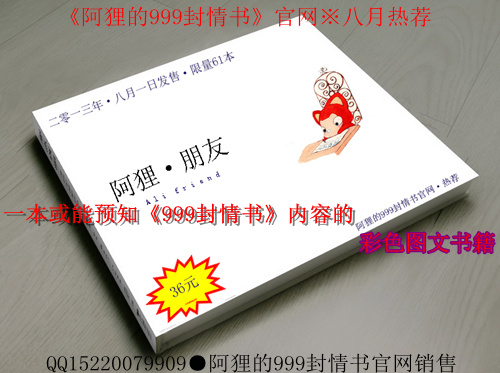 《阿狸的999封情书》官网※八月热荐
二零一三年·八月一日发售·限量61本
阿狸·朋友
Ali friend
一本或能预知《999封情书》内容的
阿狸的999封情书官网·热荐
彩色图文书籍
36元
QQ15220079909●阿狸的999封情书官网销售